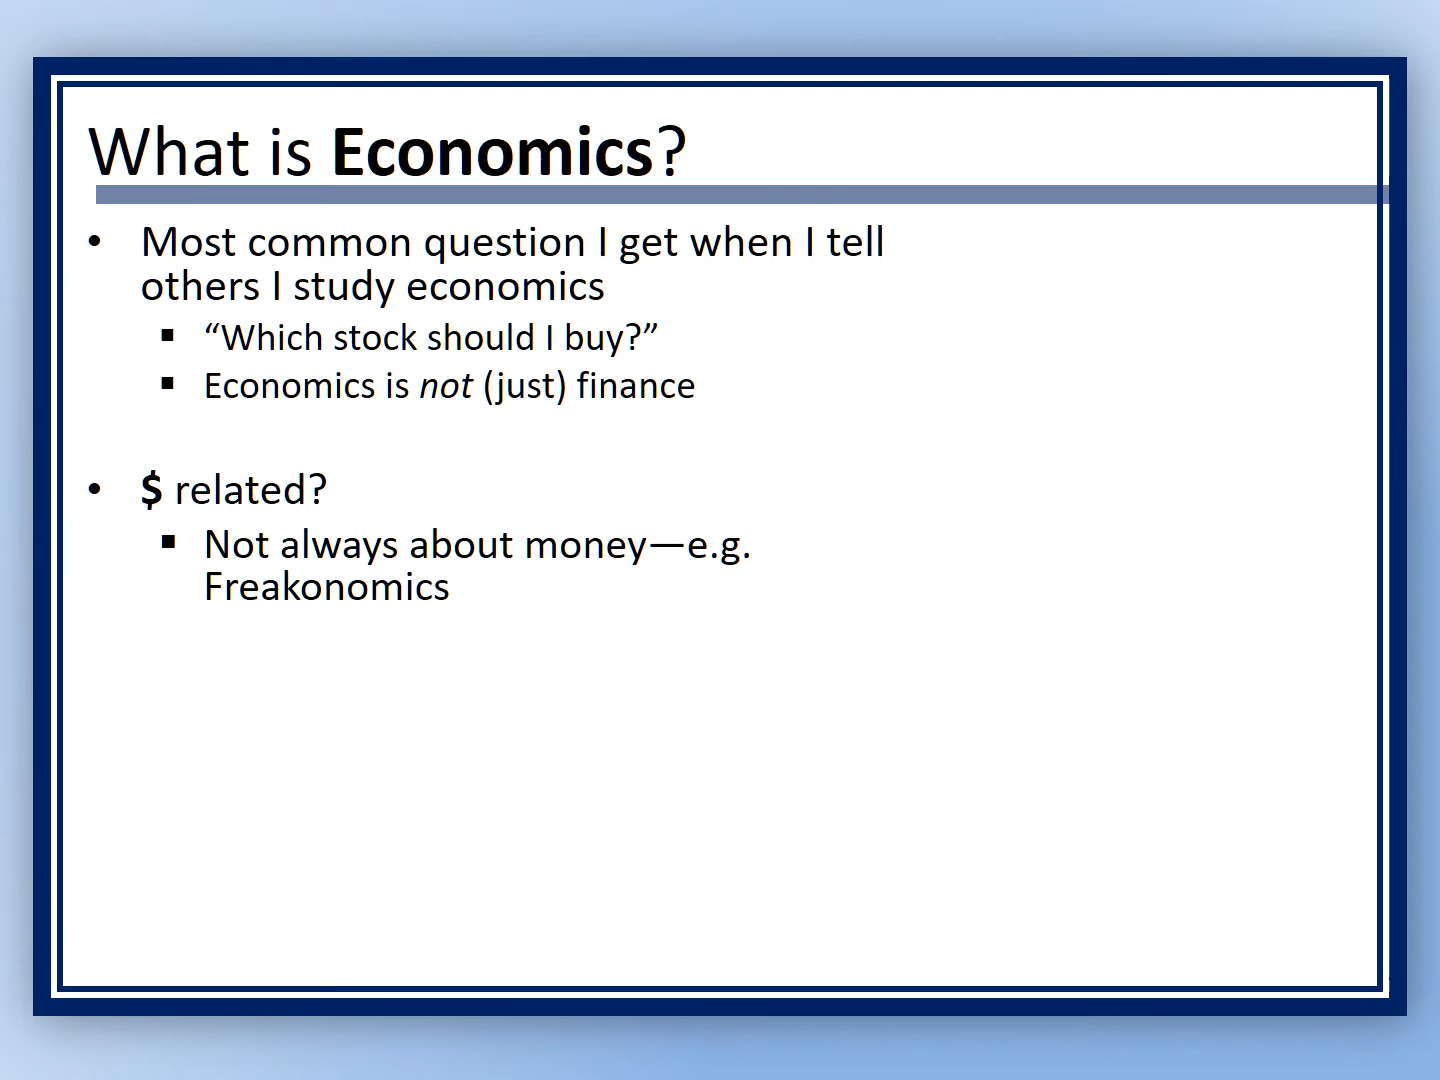 What is Economics?
• Most common question I get when I tell
others I study economics
▪ “Which stock should I buy?”
▪ Economics is not (just) finance
• $ related?
▪ Not always about money—e.g.
Freakonomics